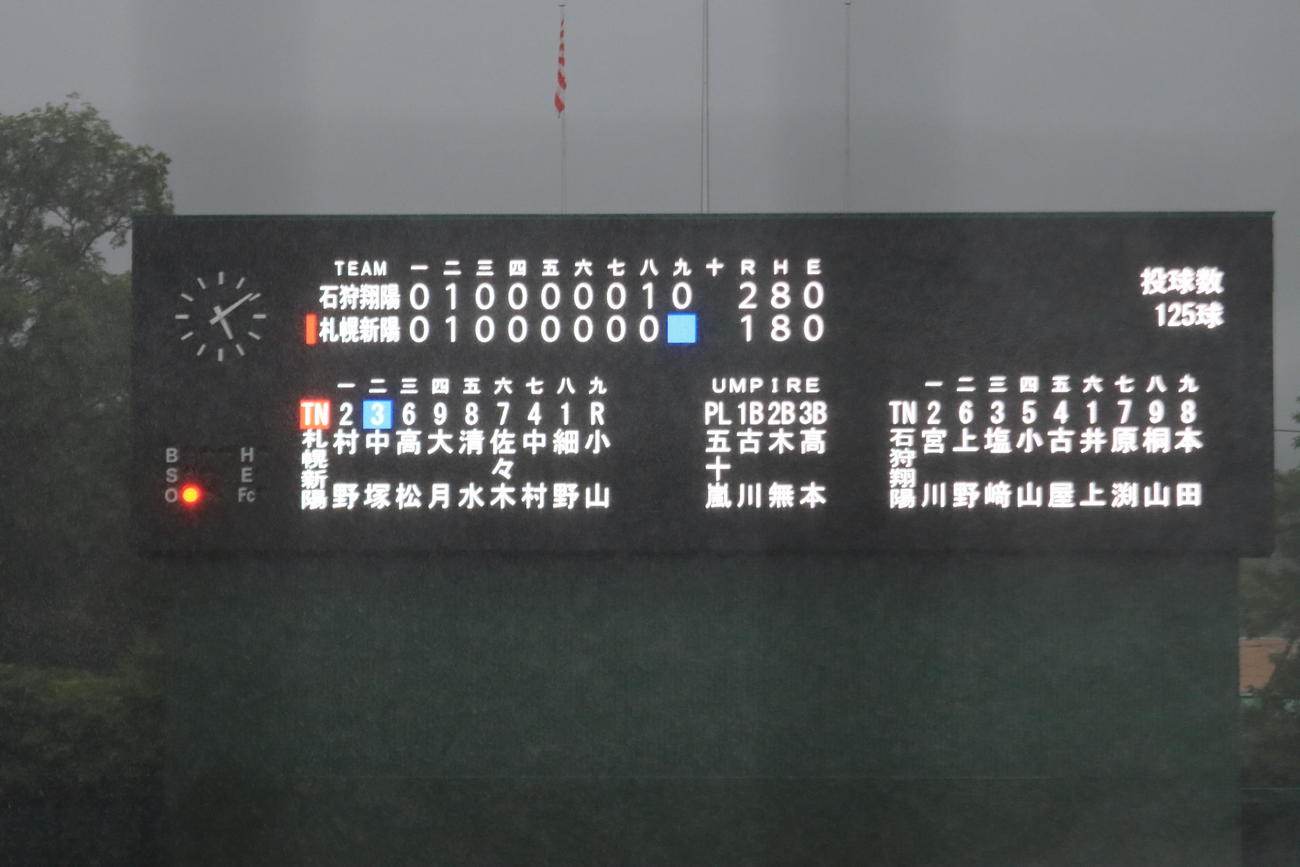 TEAM 一 二 三 四 五 六 七 八 九 十 R H E
石狩翔陽 0 1 0 0 0 0 0 1 0 2 8 0
札幌新陽 0 1 0 0 0 0 0 0 1 8 0
投球数
125球
一 二 三 四 五 六 七 八 九
TN 2 3 6 9 8 7 4 1 R
札幌新陽 村野 中塚 高松 大月 清水 佐々木 中村 細野 小山
UMPIRE
PL 1B 2B 3B
五十嵐 古川 木無 高本
一 二 三 四 五 六 七 八 九
TN 2 6 3 5 4 1 7 9 8
石狩翔陽 宮川 上野 塩﨑 小山 古屋 井上 原渕 桐山 本田
B H
S E
O Fc